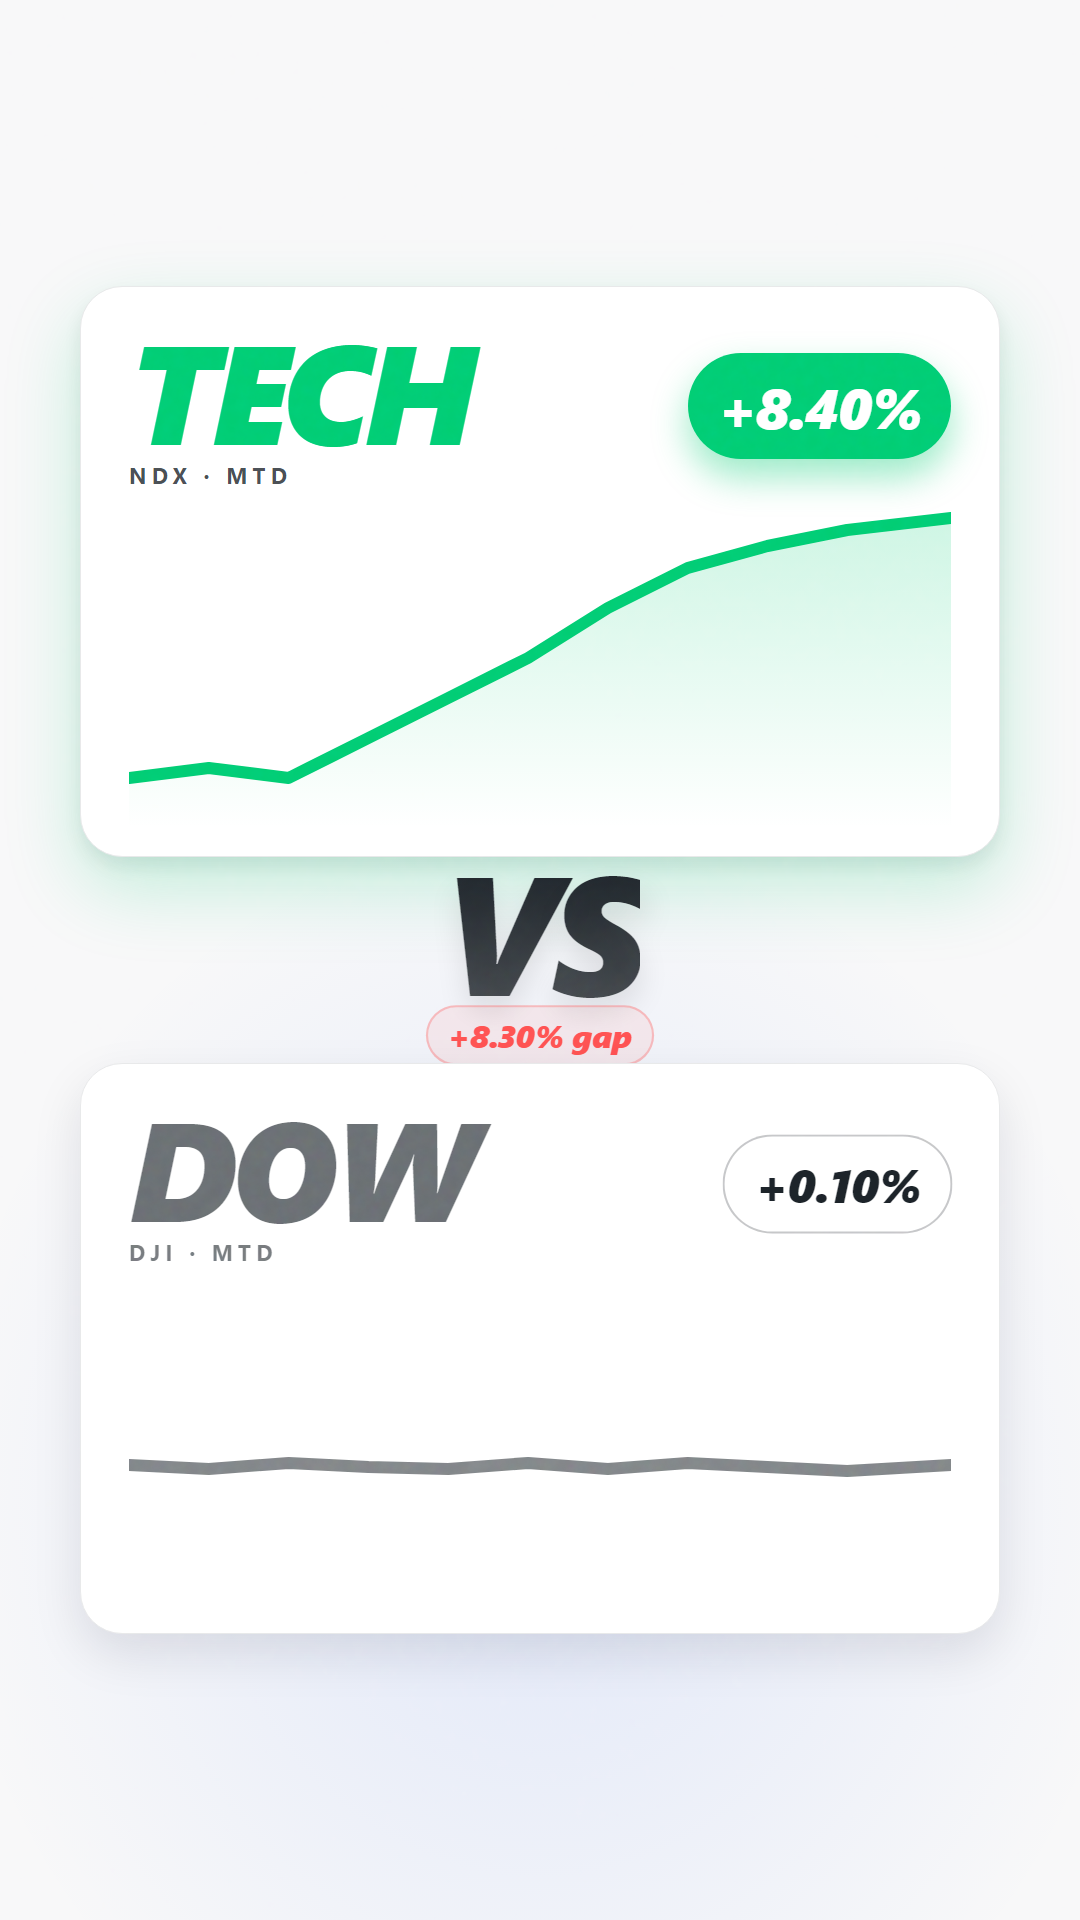 TECH
+8.40%
NDX · MTD
VS
+8.30% gap
DOW
+0.10%
DJI · MTD